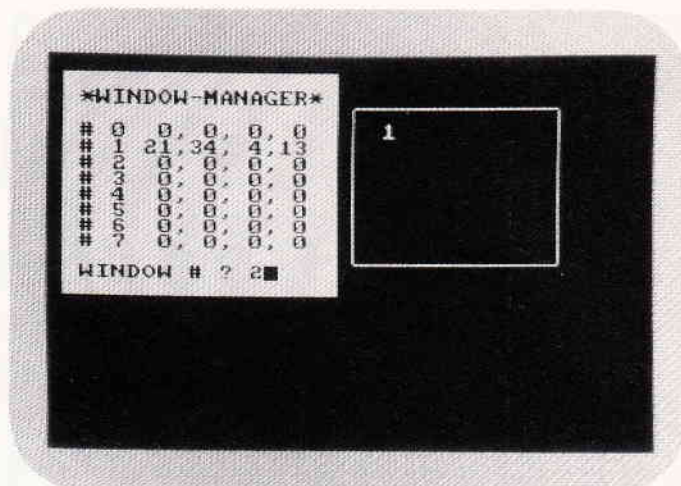 *WINDOW-MANAGER*
# 0 0, 0, 0, 0
# 1 21,34, 4,13
# 2 0, 0, 0, 0
# 3 0, 0, 0, 0
# 4 0, 0, 0, 0
# 5 0, 0, 0, 0
# 6 0, 0, 0, 0
# 7 0, 0, 0, 0
WINDOW # ? 2
1